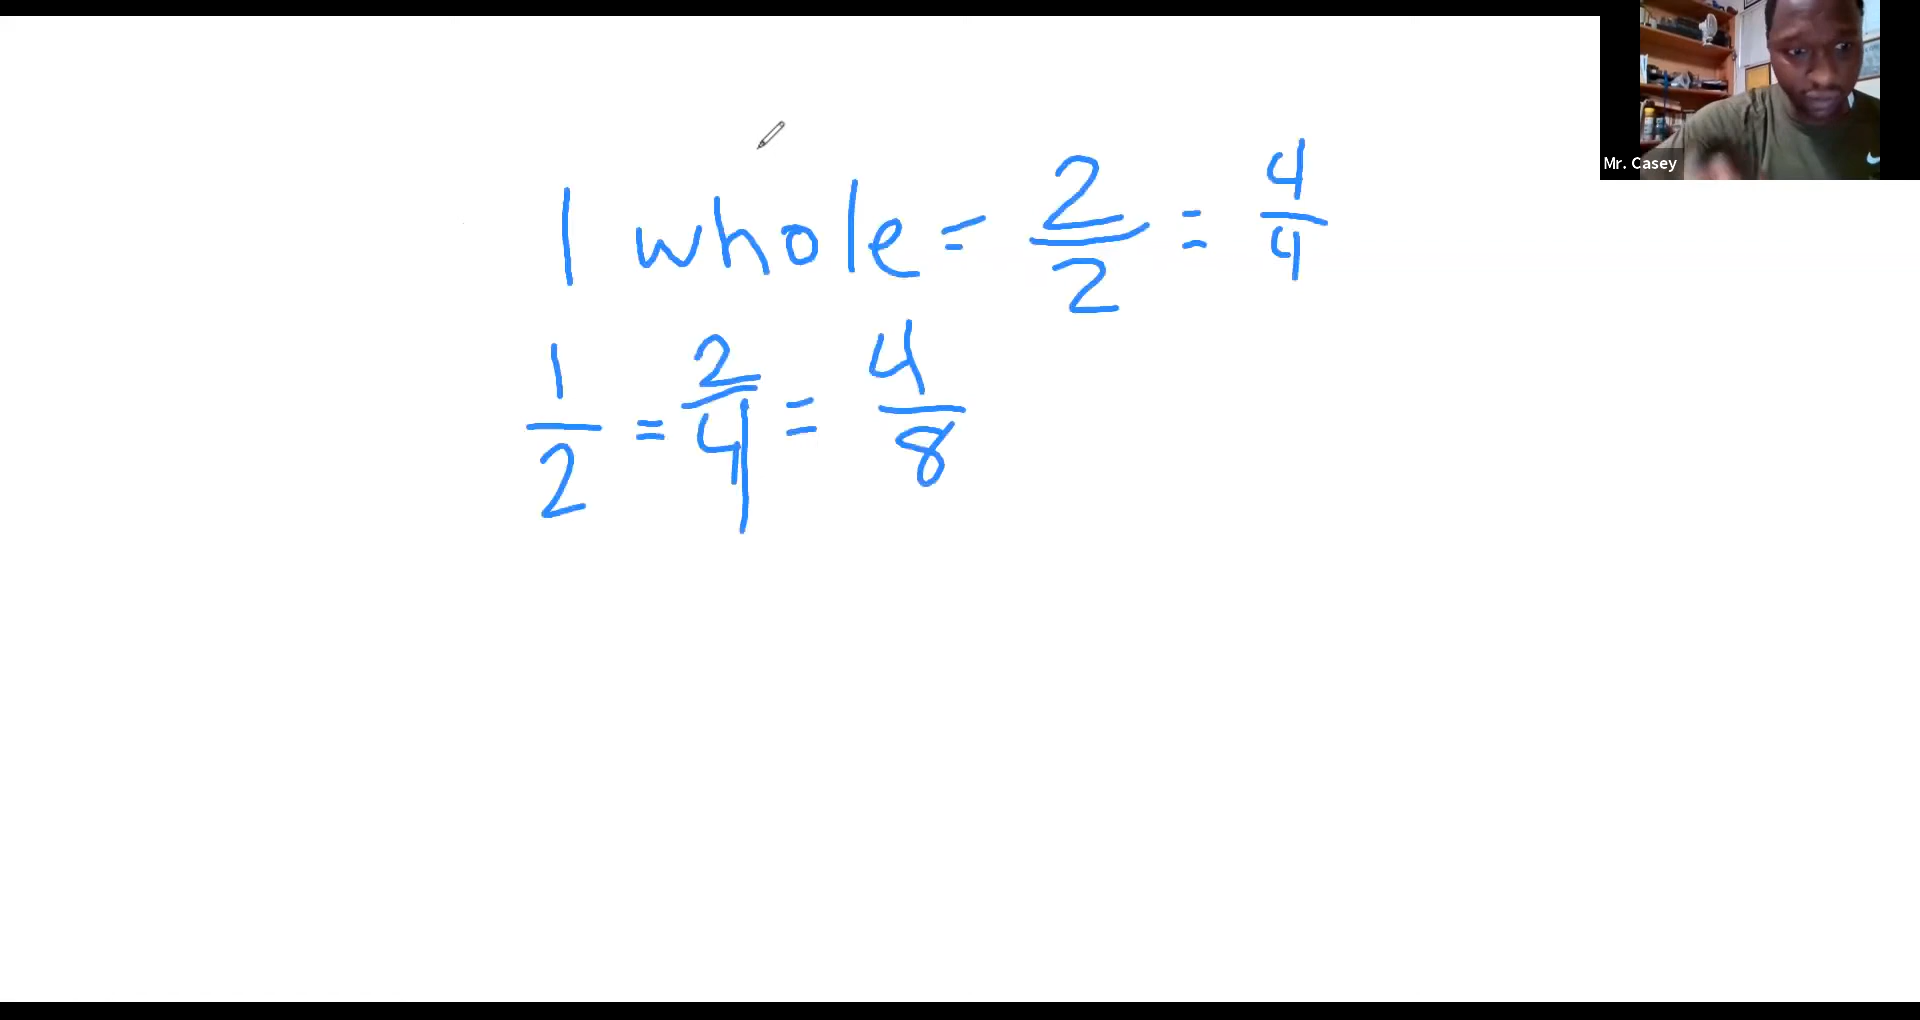 1 whole = 2/2 = 4/4
1/2 = 2/4 = 4/8
Mr. Casey